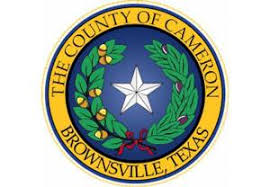 THE COUNTY OF CAMERON
BROWNSVILLE, TEXAS